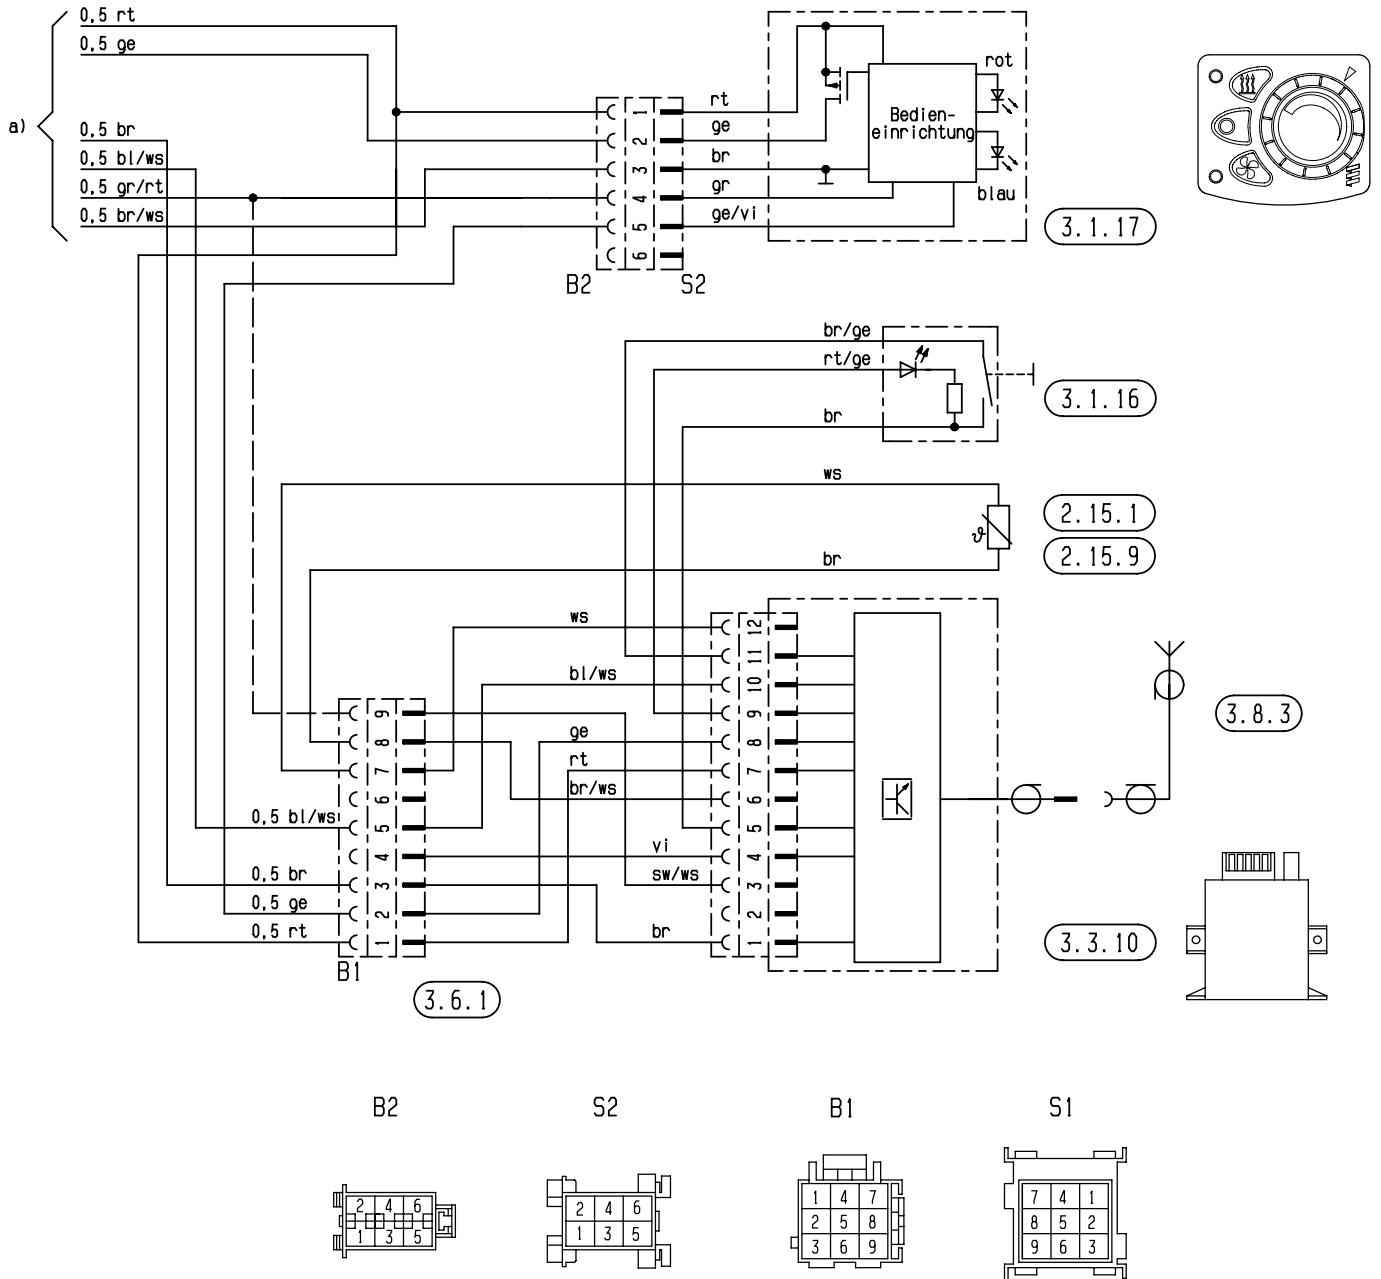 0,5 rt
0,5 ge
a)
0,5 br
0,5 bl/ws
0,5 gr/rt
0,5 br/ws
1
2
3
4
5
6
B2
S2
rt
ge
br
gr
ge/vi
Bedien-
einrichtung
rot
blau
3.1.17
br/ge
rt/ge
br
3.1.16
ws
ϑ
br
2.15.1
2.15.9
ws
bl/ws
ge
rt
br/ws
vi
sw/ws
br
12
11
10
9
8
7
6
5
4
3
2
1
3.8.3
3.3.10
9
8
7
6
5
4
3
2
1
0,5 bl/ws
0,5 br
0,5 ge
0,5 rt
B1
3.6.1
B2
S2
B1
S1
2 4 6
1 3 5
2 4 6
1 3 5
1 4 7
2 5 8
3 6 9
7 4 1
8 5 2
9 6 3